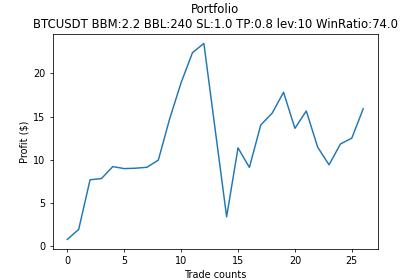 Portfolio
BTCUSDT BBM:2.2 BBL:240 SL:1.0 TP:0.8 lev:10 WinRatio:74.0
Profit ($)
20
15
10
5
0
0 5 10 15 20 25
Trade counts